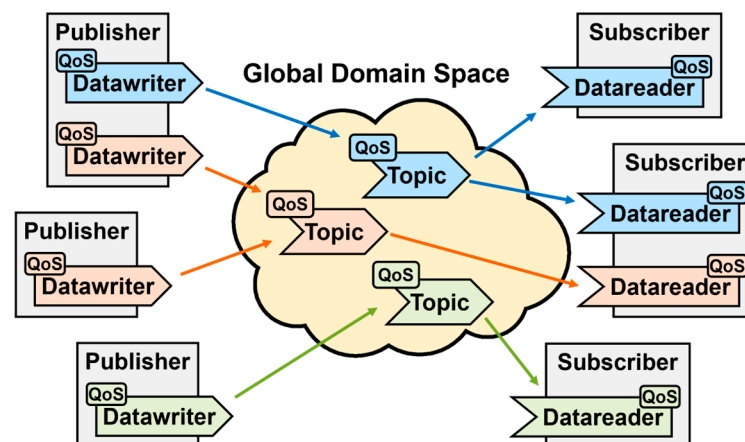 Publisher
QoS
Datawriter
QoS
Datawriter
Publisher
QoS
Datawriter
Publisher
QoS
Datawriter
Global Domain Space
QoS
Topic
QoS
Topic
QoS
Topic
Subscriber
QoS
Datareader
Subscriber
QoS
Datareader
QoS
Datareader
Subscriber
QoS
Datareader